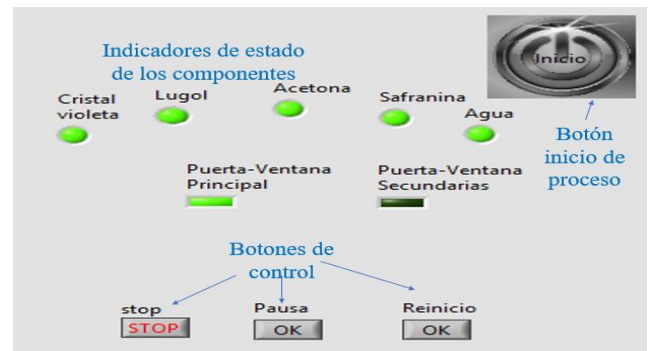 Indicadores de estado
de los componentes
Inicio
Cristal
violeta
Lugol
Acetona
Safranina
Agua
Botón
inicio de
proceso
Puerta-Ventana
Principal
Puerta-Ventana
Secundarias
Botones de
control
stop
STOP
Pausa
OK
Reinicio
OK